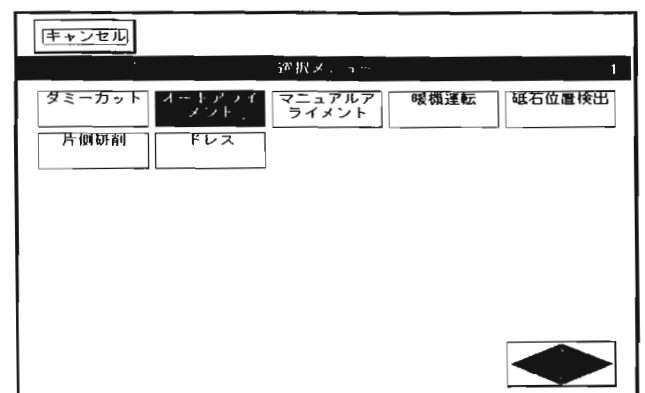 キャンセル
選択メニュー 1
ダミーカット オートアライ マニュアルア 暖機運転 砥石位置検出
メント ライメント
片側研削 ドレス